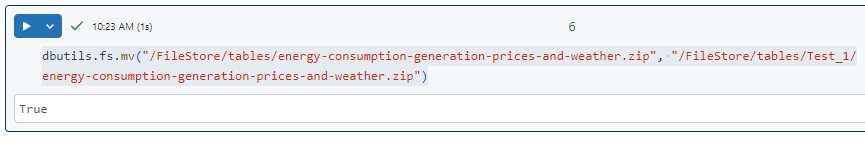 10:23 AM (1s)
6
dbutils.fs.mv("/FileStore/tables/energy-consumption-generation-prices-and-weather.zip", "/FileStore/tables/Test_1/
energy-consumption-generation-prices-and-weather.zip")
True